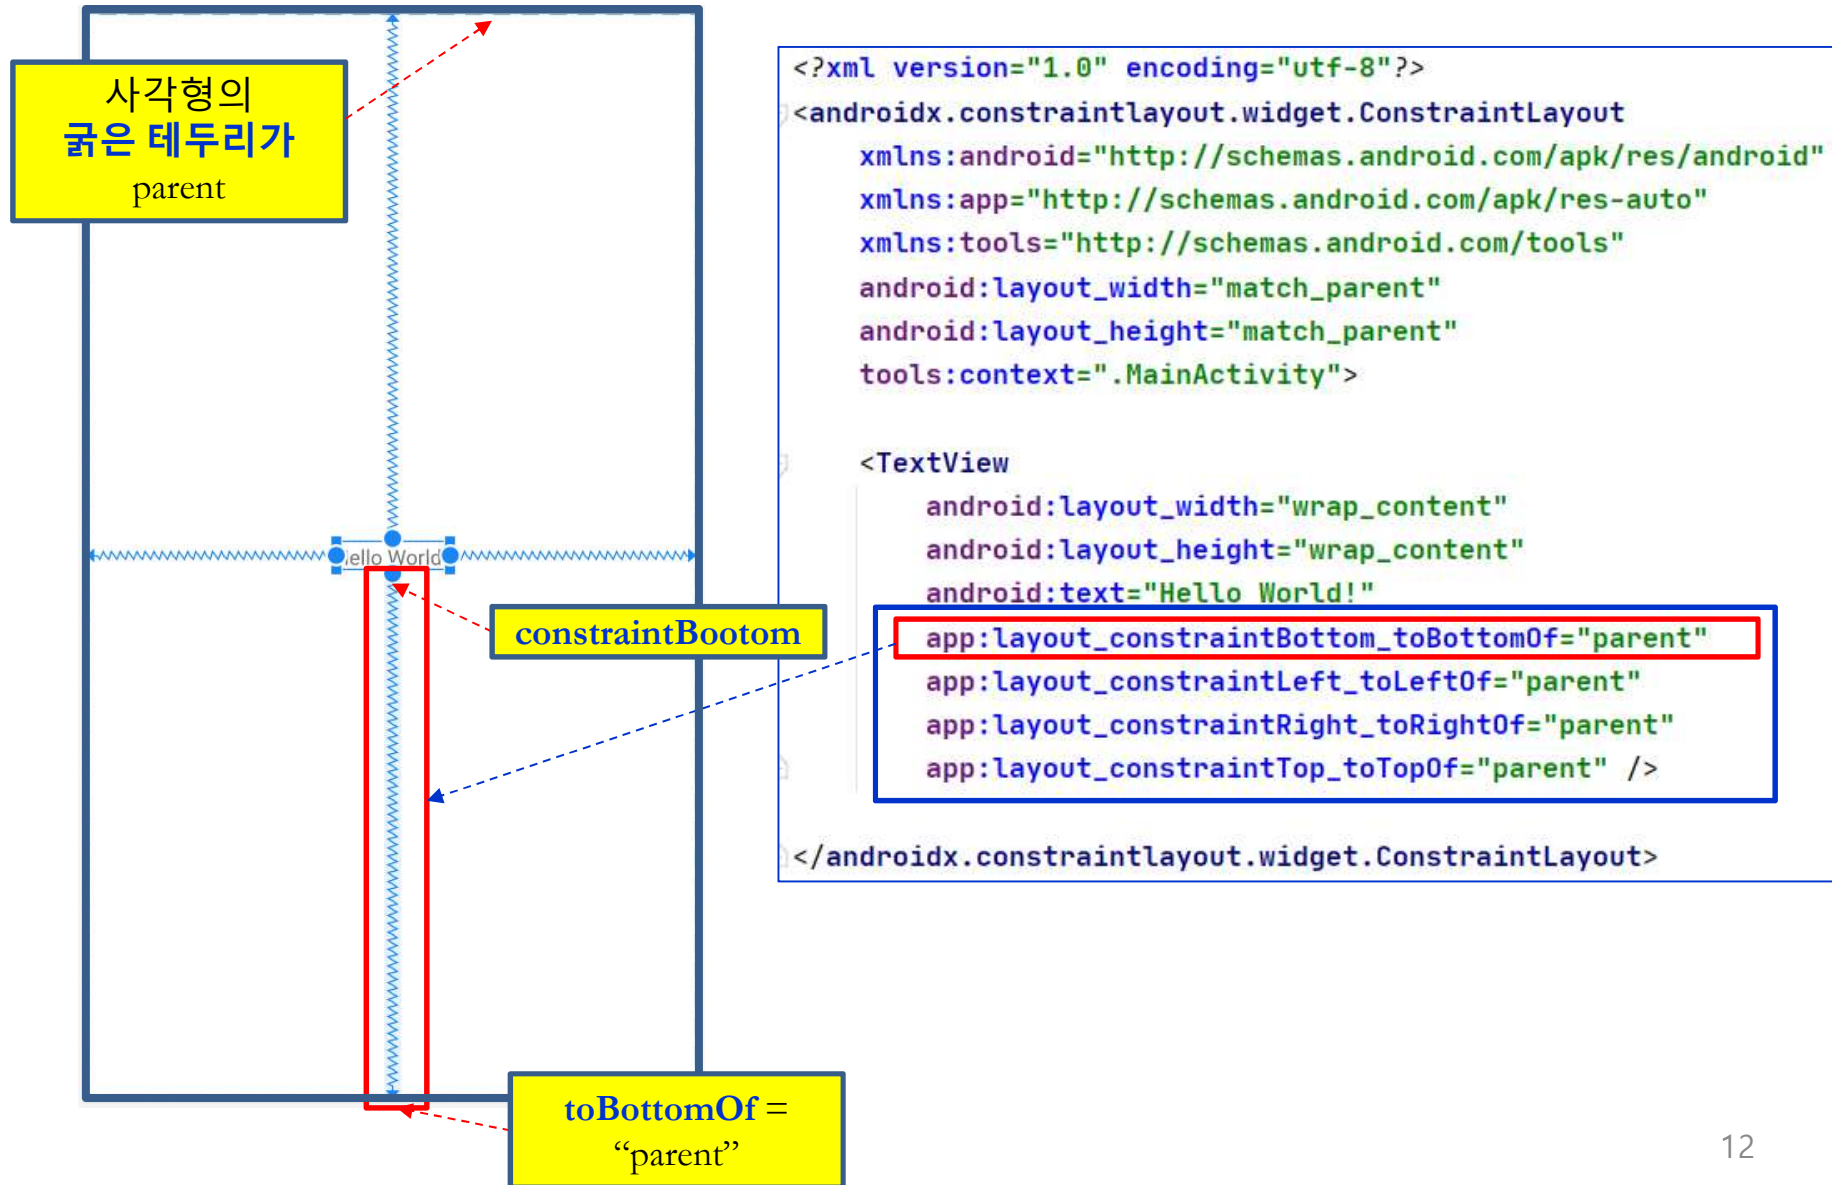 사각형의
굵은 테두리가
parent
ello World
constraintBootom
toBottomOf =
“parent”
<?xml version="1.0" encoding="utf-8"?>
<androidx.constraintlayout.widget.ConstraintLayout
xmlns:android="http://schemas.android.com/apk/res/android"
xmlns:app="http://schemas.android.com/apk/res-auto"
xmlns:tools="http://schemas.android.com/tools"
android:layout_width="match_parent"
android:layout_height="match_parent"
tools:context=".MainActivity">
<TextView
android:layout_width="wrap_content"
android:layout_height="wrap_content"
android:text="Hello World!"
app:layout_constraintBottom_toBottomOf="parent"
app:layout_constraintLeft_toLeftOf="parent"
app:layout_constraintRight_toRightOf="parent"
app:layout_constraintTop_toTopOf="parent" />
</androidx.constraintlayout.widget.ConstraintLayout>
12